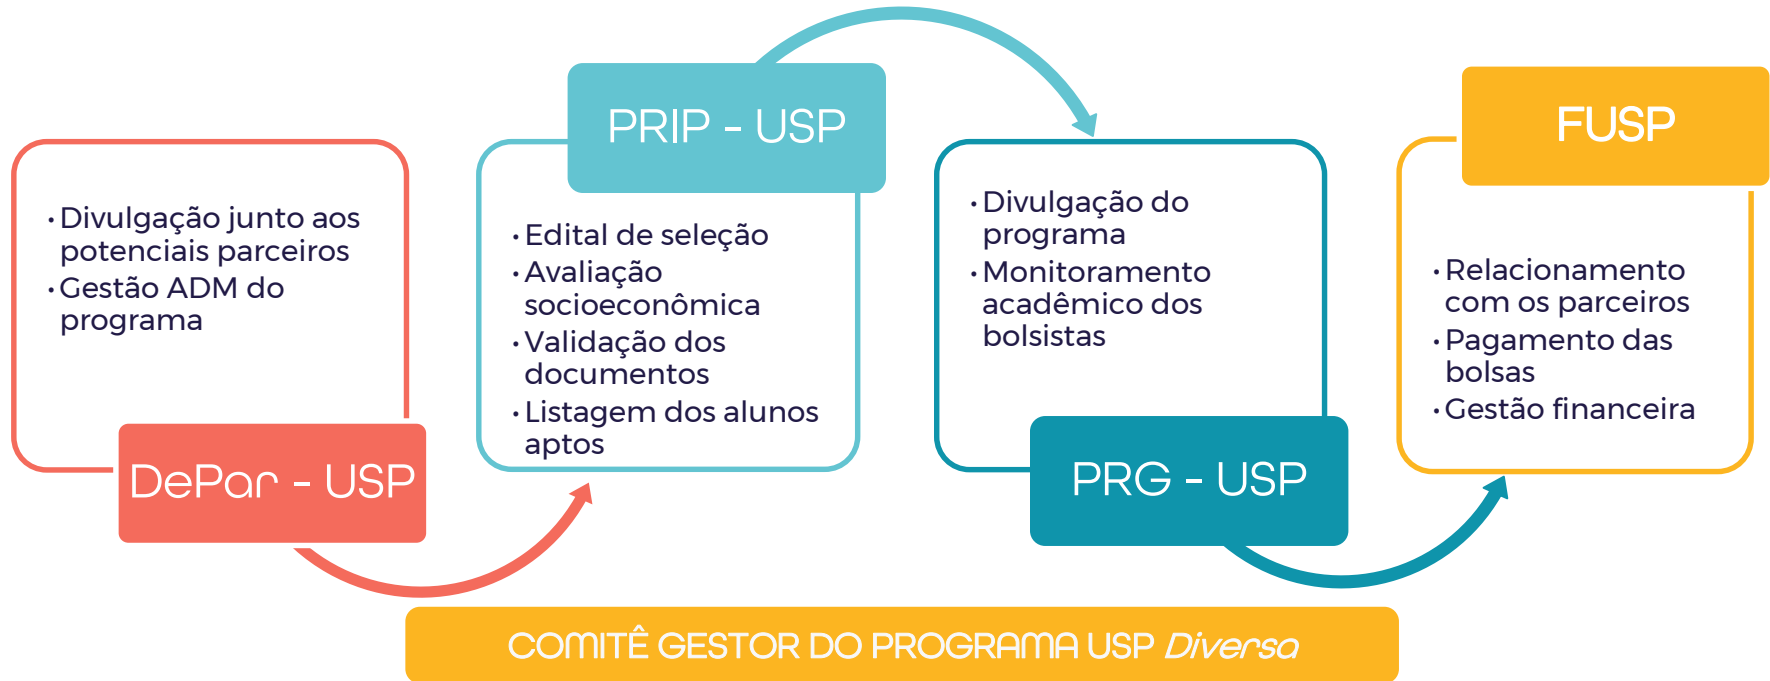 • Divulgação junto aos
potenciais parceiros
• Gestão ADM do
programa
DePar - USP
PRIP - USP
• Edital de seleção
• Avaliação
socioeconômica
• Validação dos
documentos
• Listagem dos alunos
aptos
• Divulgação do
programa
• Monitoramento
acadêmico dos
bolsistas
PRG - USP
FUSP
• Relacionamento
com os parceiros
• Pagamento das
bolsas
• Gestão financeira
COMITÊ GESTOR DO PROGRAMA USP Diversa